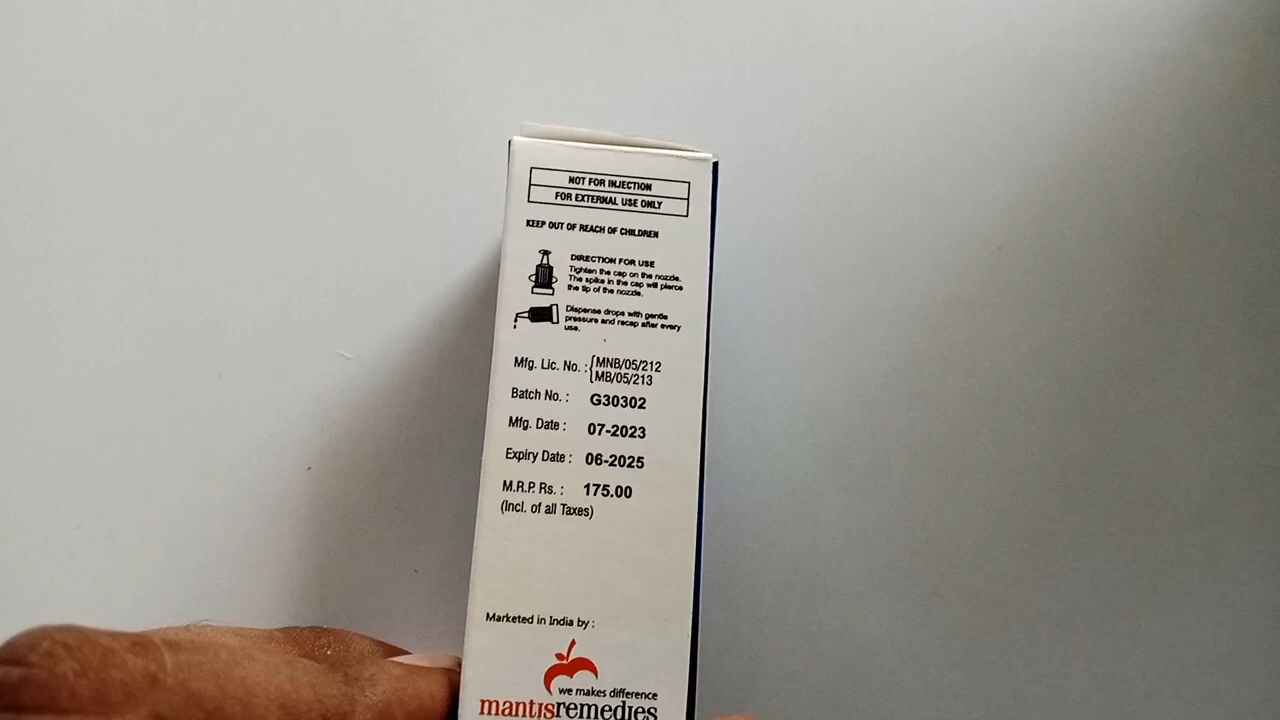 NOT FOR INJECTION
FOR EXTERNAL USE ONLY
KEEP OUT OF REACH OF CHILDREN
DIRECTION FOR USE
Tighten the cap on the nozzle.
The spike in the cap will pierce
the tip of the nozzle.
Dispense drops with gentle
pressure and recap after every
use.
Mfg. Lic. No. : {MNB/05/212
MB/05/213
Batch No. : G30302
Mfg. Date : 07-2023
Expiry Date : 06-2025
M.R.P. Rs. : 175.00
(Incl. of all Taxes)
Marketed in India by :
we makes difference
mantisremedies